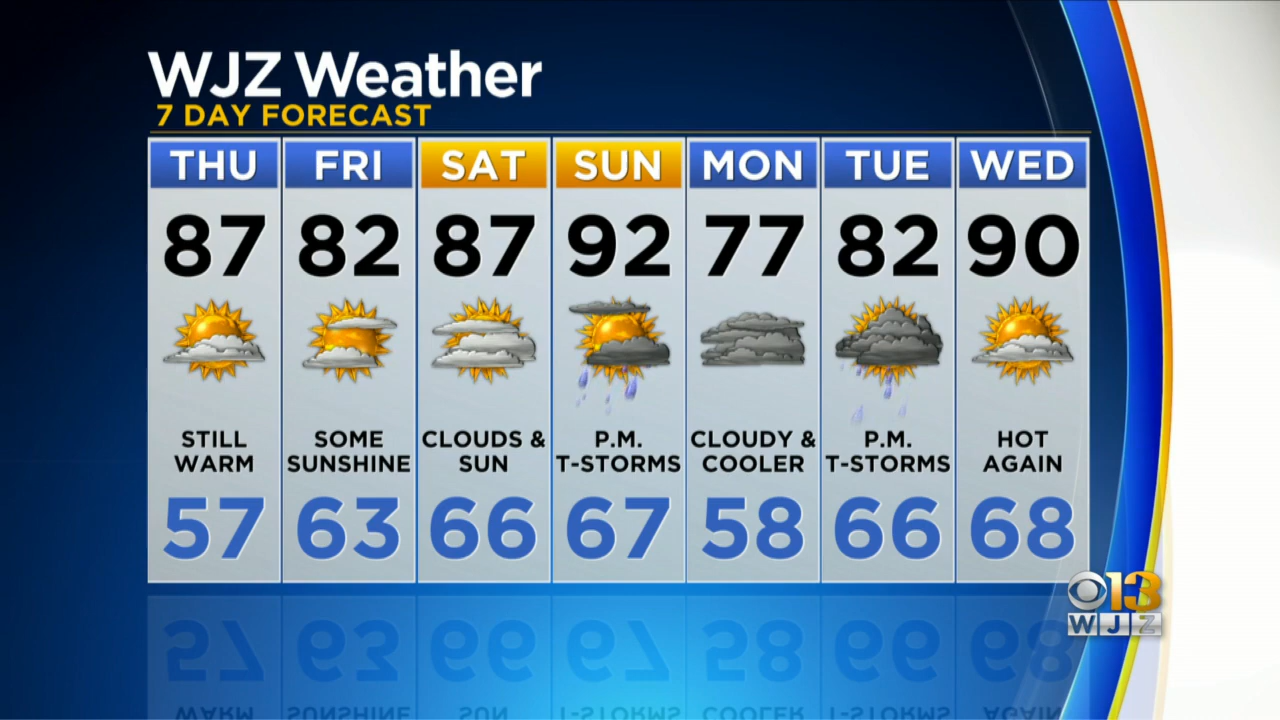 WJZ Weather
7 DAY FORECAST
THU FRI SAT SUN MON TUE WED
87 82 87 92 77 82 90
STILL WARM
SOME SUNSHINE
CLOUDS & SUN
P.M. T-STORMS
CLOUDY & COOLER
P.M. T-STORMS
HOT AGAIN
57 63 66 67 58 66 68
13
WJZ